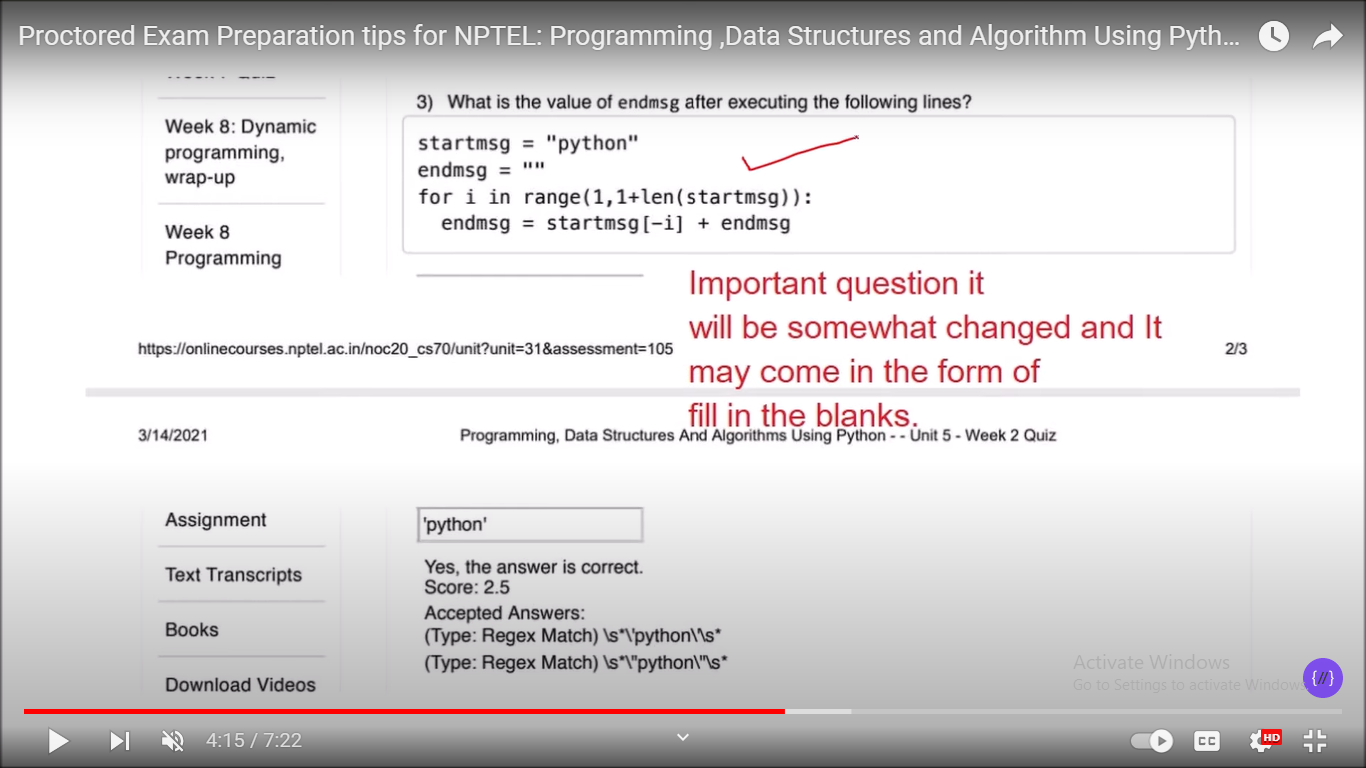 Proctored Exam Preparation tips for NPTEL: Programming ,Data Structures and Algorithm Using Pyth...
3) What is the value of endmsg after executing the following lines?
Week 8: Dynamic
programming,
wrap-up
startmsg = "python"
endmsg = ""
for i in range(1,1+len(startmsg)):
endmsg = startmsg[-i] + endmsg
Week 8
Programming
Important question it
will be somewhat changed and It
may come in the form of
fill in the blanks.
https://onlinecourses.nptel.ac.in/noc20_cs70/unit?unit=31&assessment=105
2/3
3/14/2021
Programming, Data Structures And Algorithms Using Python - - Unit 5 - Week 2 Quiz
Assignment
Text Transcripts
Books
Download Videos
'python'
Yes, the answer is correct.
Score: 2.5
Accepted Answers:
(Type: Regex Match) \s*\'python\'\s*
(Type: Regex Match) \s*\"python\"\s*
Activate Windows
Go to Settings to activate Windows.
{//}
4:15 / 7:22
CC
HD